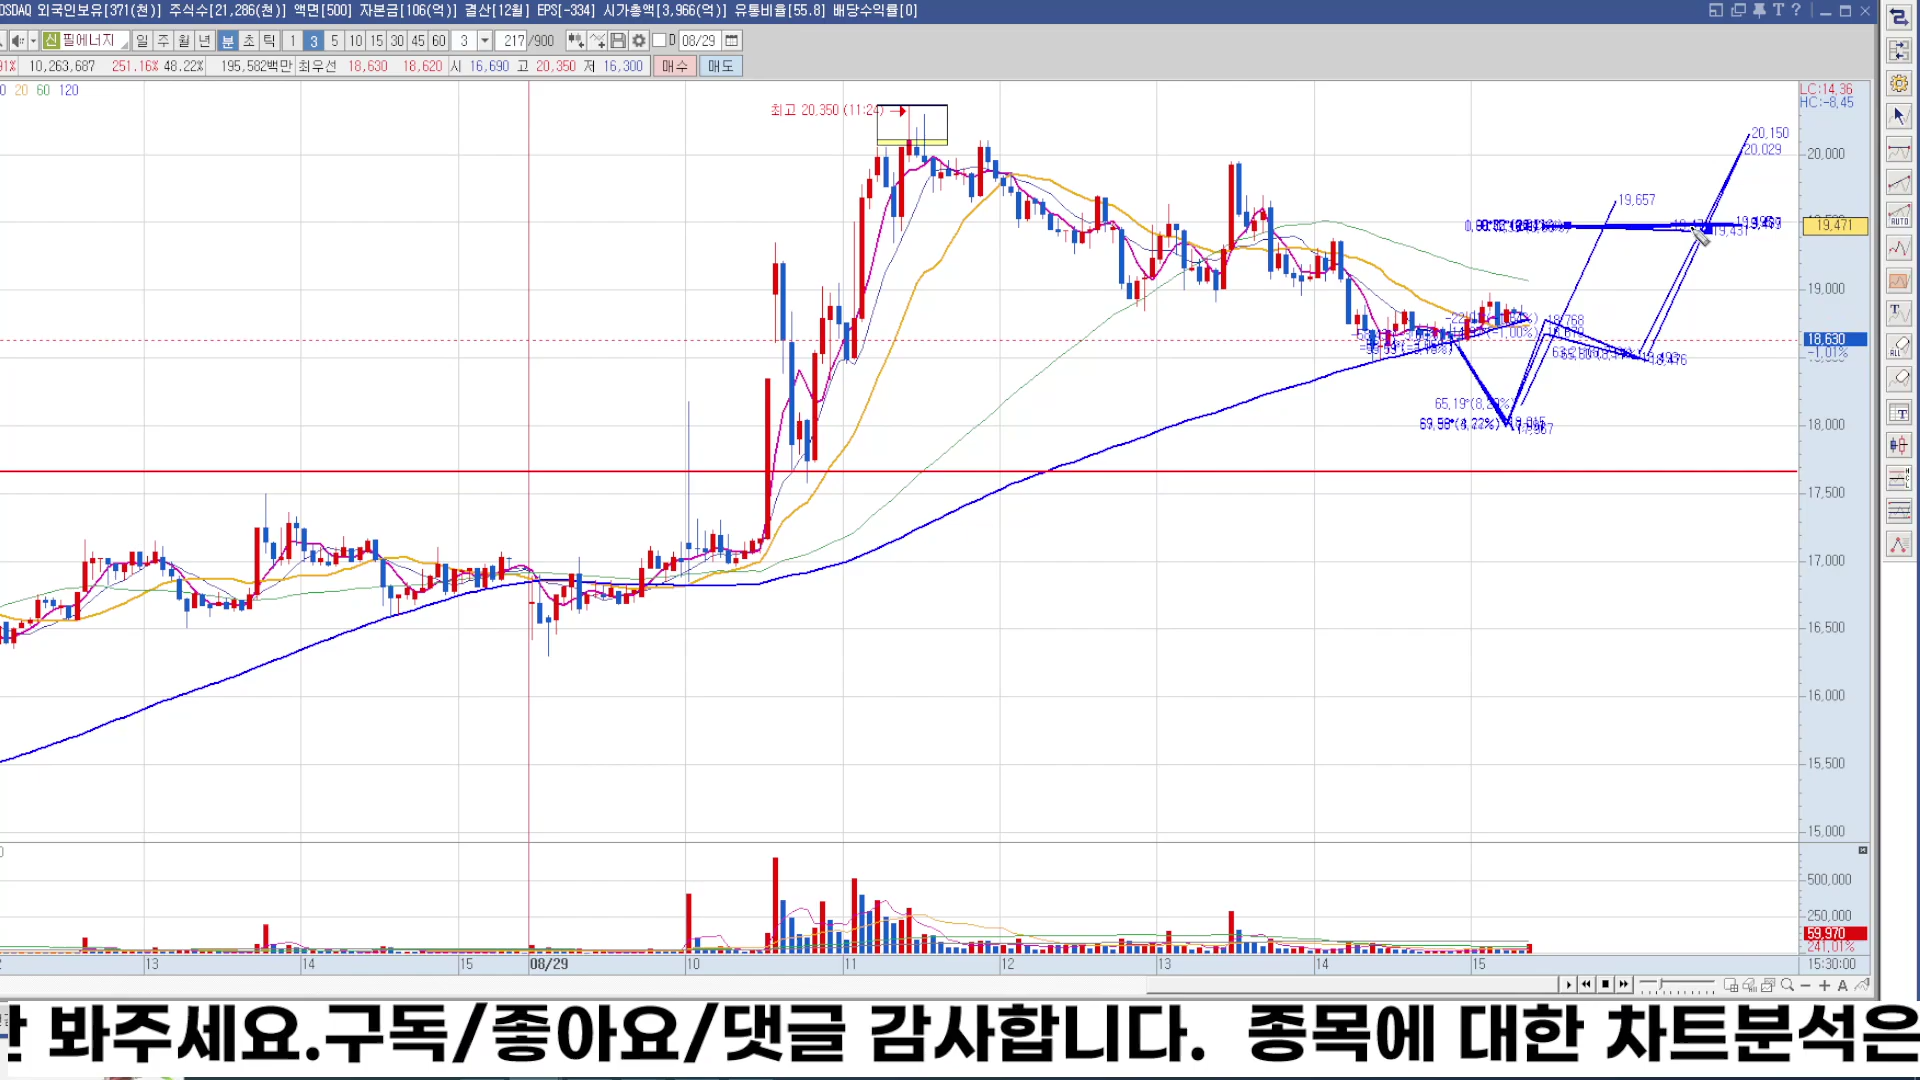 외국인보유[371(천)] 주식수[21,286(천)] 액면[500] 자본금[106(억)] 결산[12월] EPS[-334] 시가총액[3,966(억)] 유통비율[55.8] 배당수익률[0]
신 필에너지 일 주 월 년 분 초 틱 1 3 5 10 15 30 45 60 3 217 /900 D 08/29
10,263,687 251.16% 48.22% 195,582백만 최우선 18,630 18,620 시 16,690 고 20,350 저 16,300 매수 매도
20 60 120
LC:14.36
HC:-8.45
최고 20,350 (11:24)
20,150
20,029
20,000
19,657
19,471
19,000
18,768
18,630
-1.01%
18,476
65,19°(8,
18,000
17,500
17,000
16,500
16,000
15,500
15,000
500,000
250,000
59,970
241.01%
13 14 15 08/29 10 11 12 13 14 15 15:30:00
봐주세요.구독/좋아요/댓글 감사합니다. 종목에 대한 차트분석은